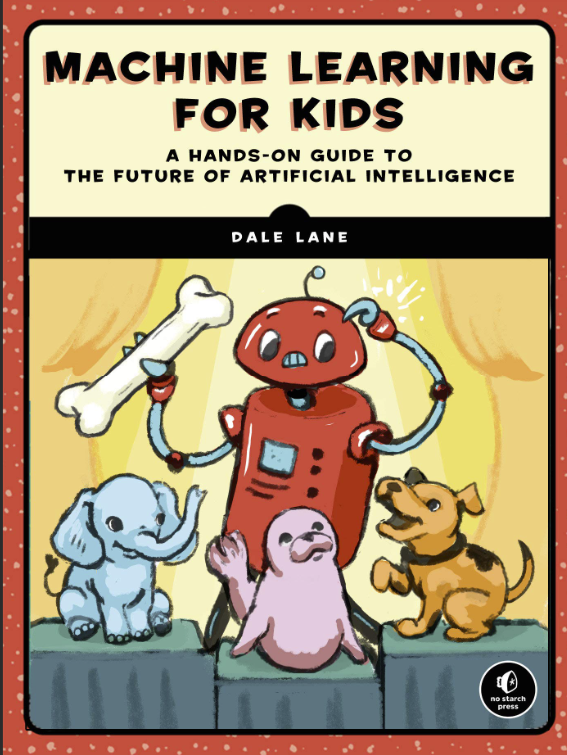 MACHINE LEARNING
FOR KIDS
A HANDS-ON GUIDE TO
THE FUTURE OF ARTIFICIAL INTELLIGENCE
DALE LANE
no starch
press